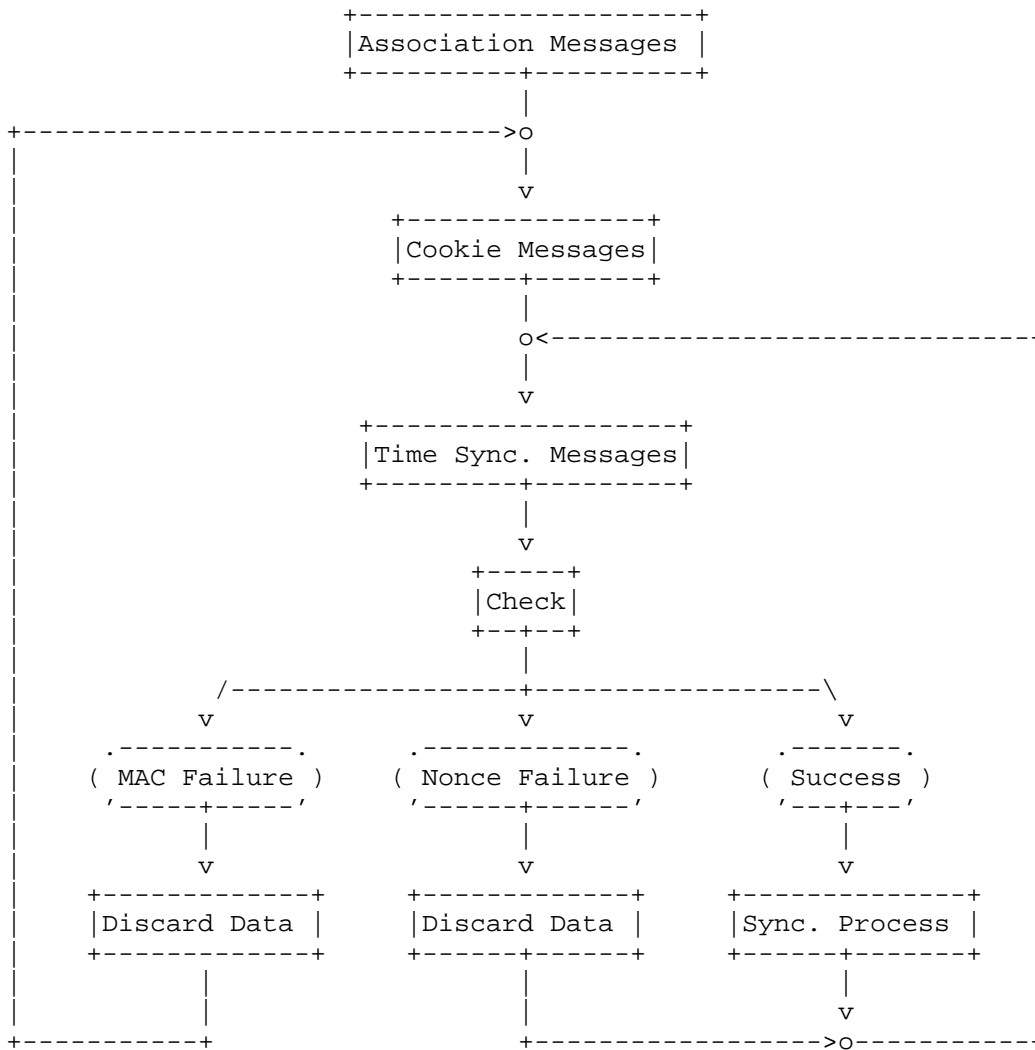 Association Messages
Cookie Messages
Time Sync. Messages
Check
( MAC Failure ) ( Nonce Failure ) ( Success )
Discard Data Discard Data Sync. Process